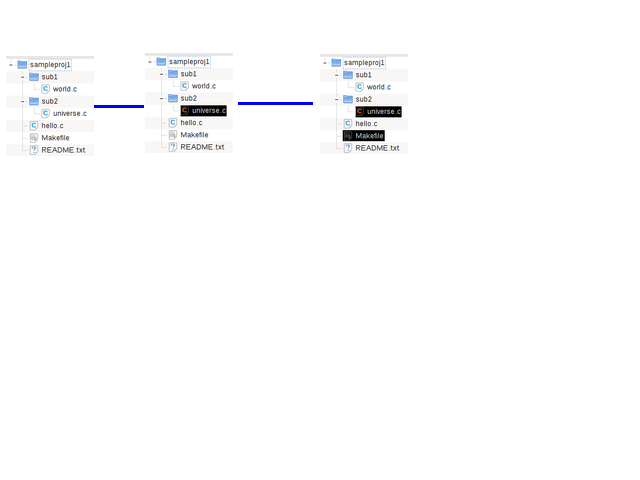 sampleproj1
sub1
world.c
sub2
universe.c
hello.c
Makefile
README.txt
sampleproj1
sub1
world.c
sub2
universe.c
hello.c
Makefile
README.txt
sampleproj1
sub1
world.c
sub2
universe.c
hello.c
Makefile
README.txt